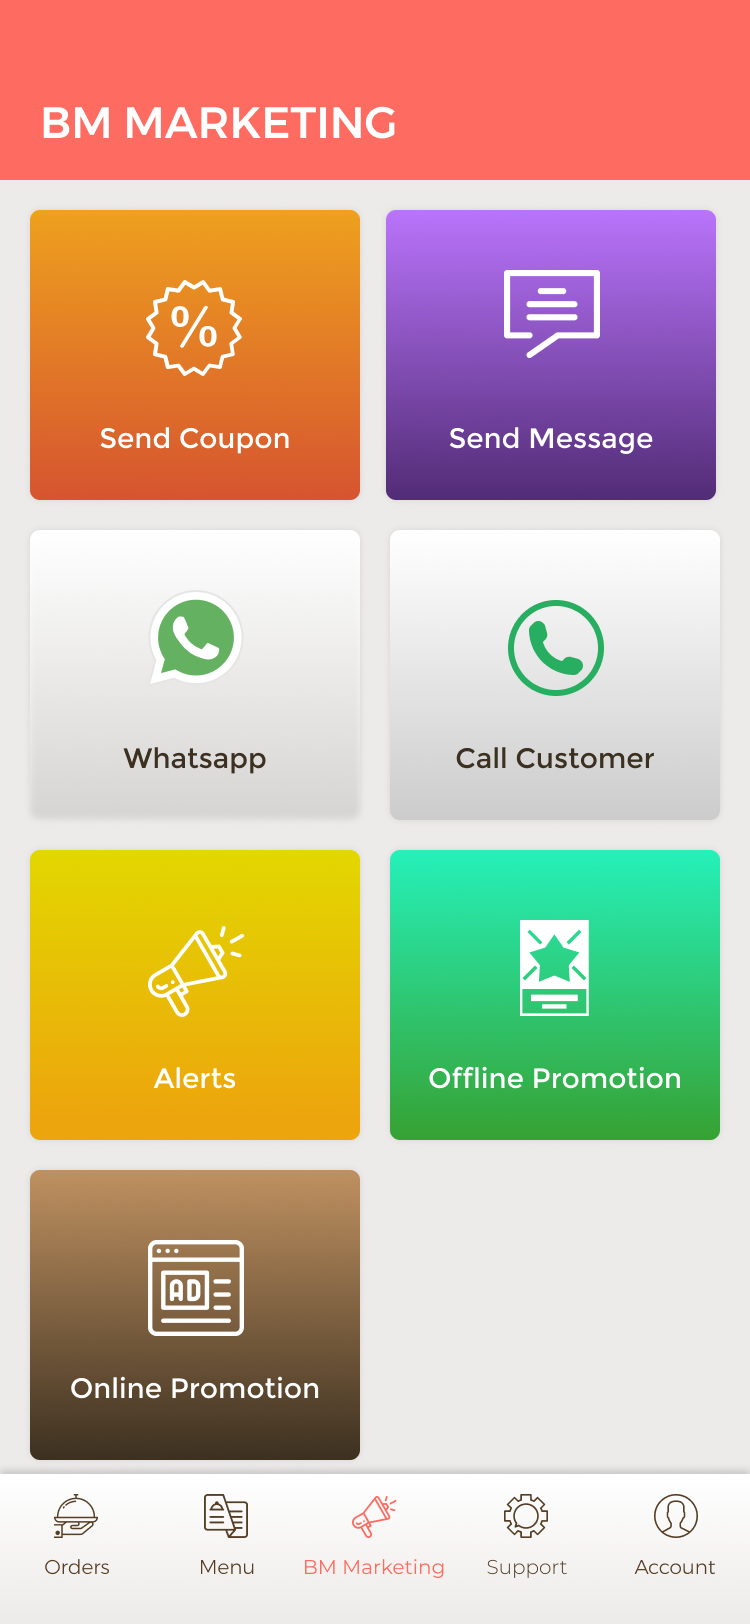 BM MARKETING
%
Send Coupon
Send Message
Whatsapp
Call Customer
Alerts
Offline Promotion
AD
Online Promotion
Orders
Menu
BM Marketing
Support
Account